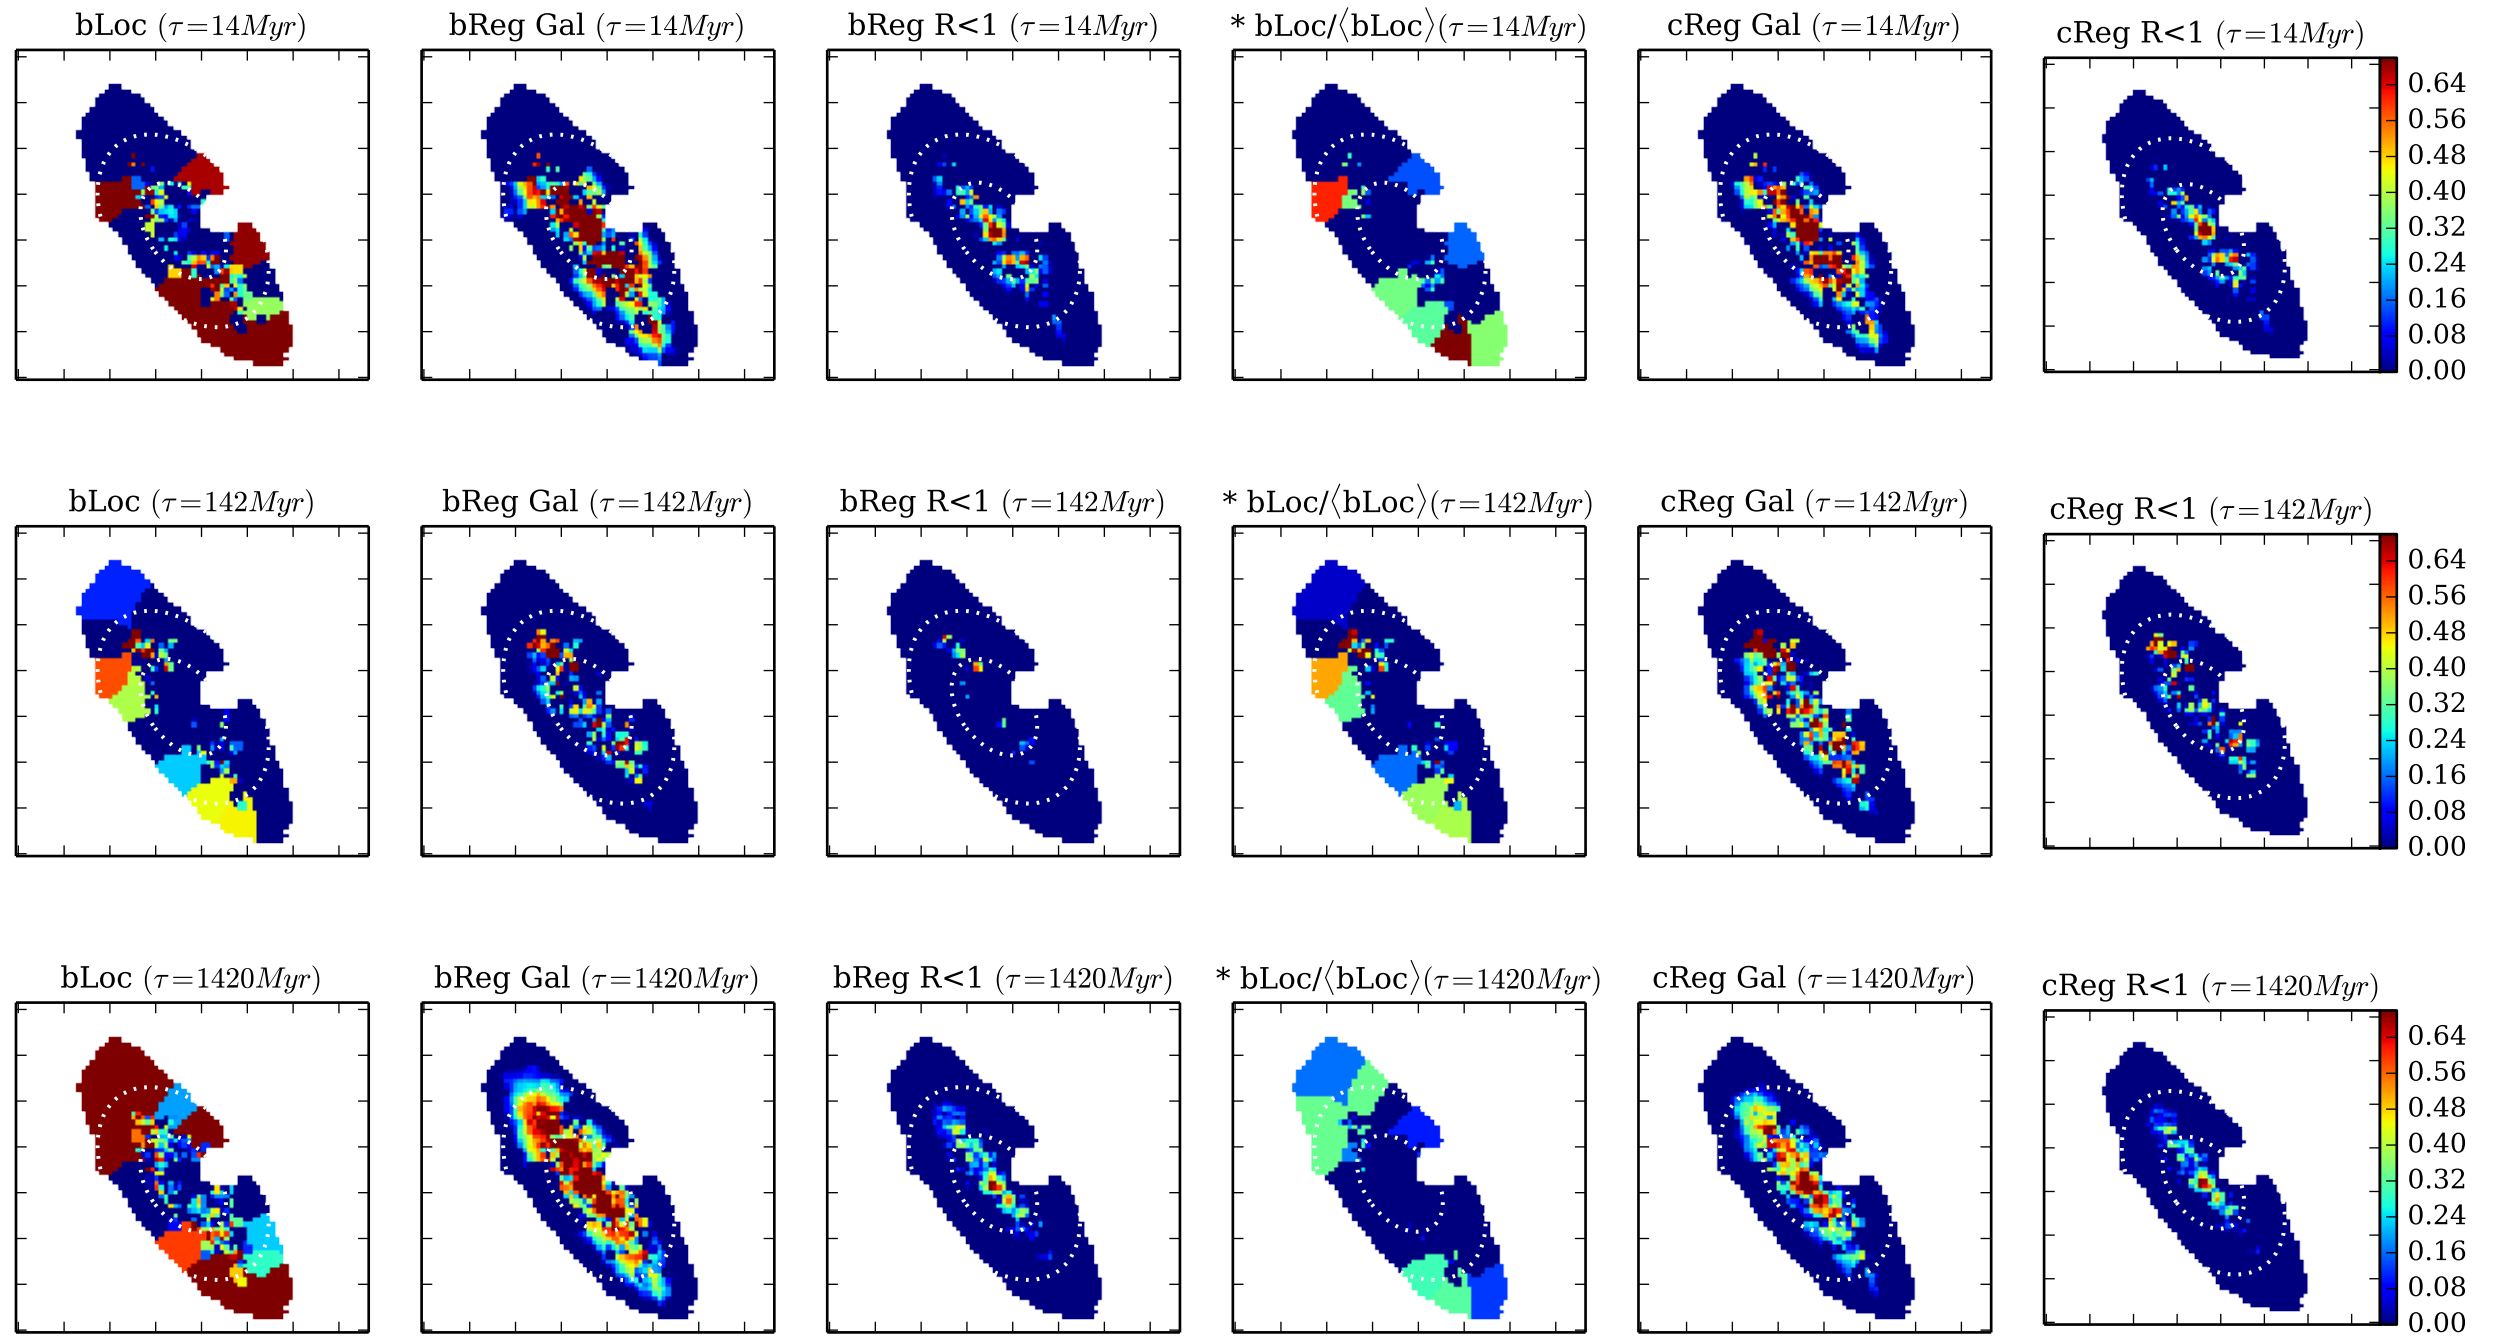 bLoc (τ=14Myr)
bReg Gal (τ=14Myr)
bReg R<1 (τ=14Myr)
* bLoc/⟨bLoc⟩(τ=14Myr)
cReg Gal (τ=14Myr)
cReg R<1 (τ=14Myr)
0.64
0.56
0.48
0.40
0.32
0.24
0.16
0.08
0.00
bLoc (τ=142Myr)
bReg Gal (τ=142Myr)
bReg R<1 (τ=142Myr)
* bLoc/⟨bLoc⟩(τ=142Myr)
cReg Gal (τ=142Myr)
cReg R<1 (τ=142Myr)
0.64
0.56
0.48
0.40
0.32
0.24
0.16
0.08
0.00
bLoc (τ=1420Myr)
bReg Gal (τ=1420Myr)
bReg R<1 (τ=1420Myr)
* bLoc/⟨bLoc⟩(τ=1420Myr)
cReg Gal (τ=1420Myr)
cReg R<1 (τ=1420Myr)
0.64
0.56
0.48
0.40
0.32
0.24
0.16
0.08
0.00